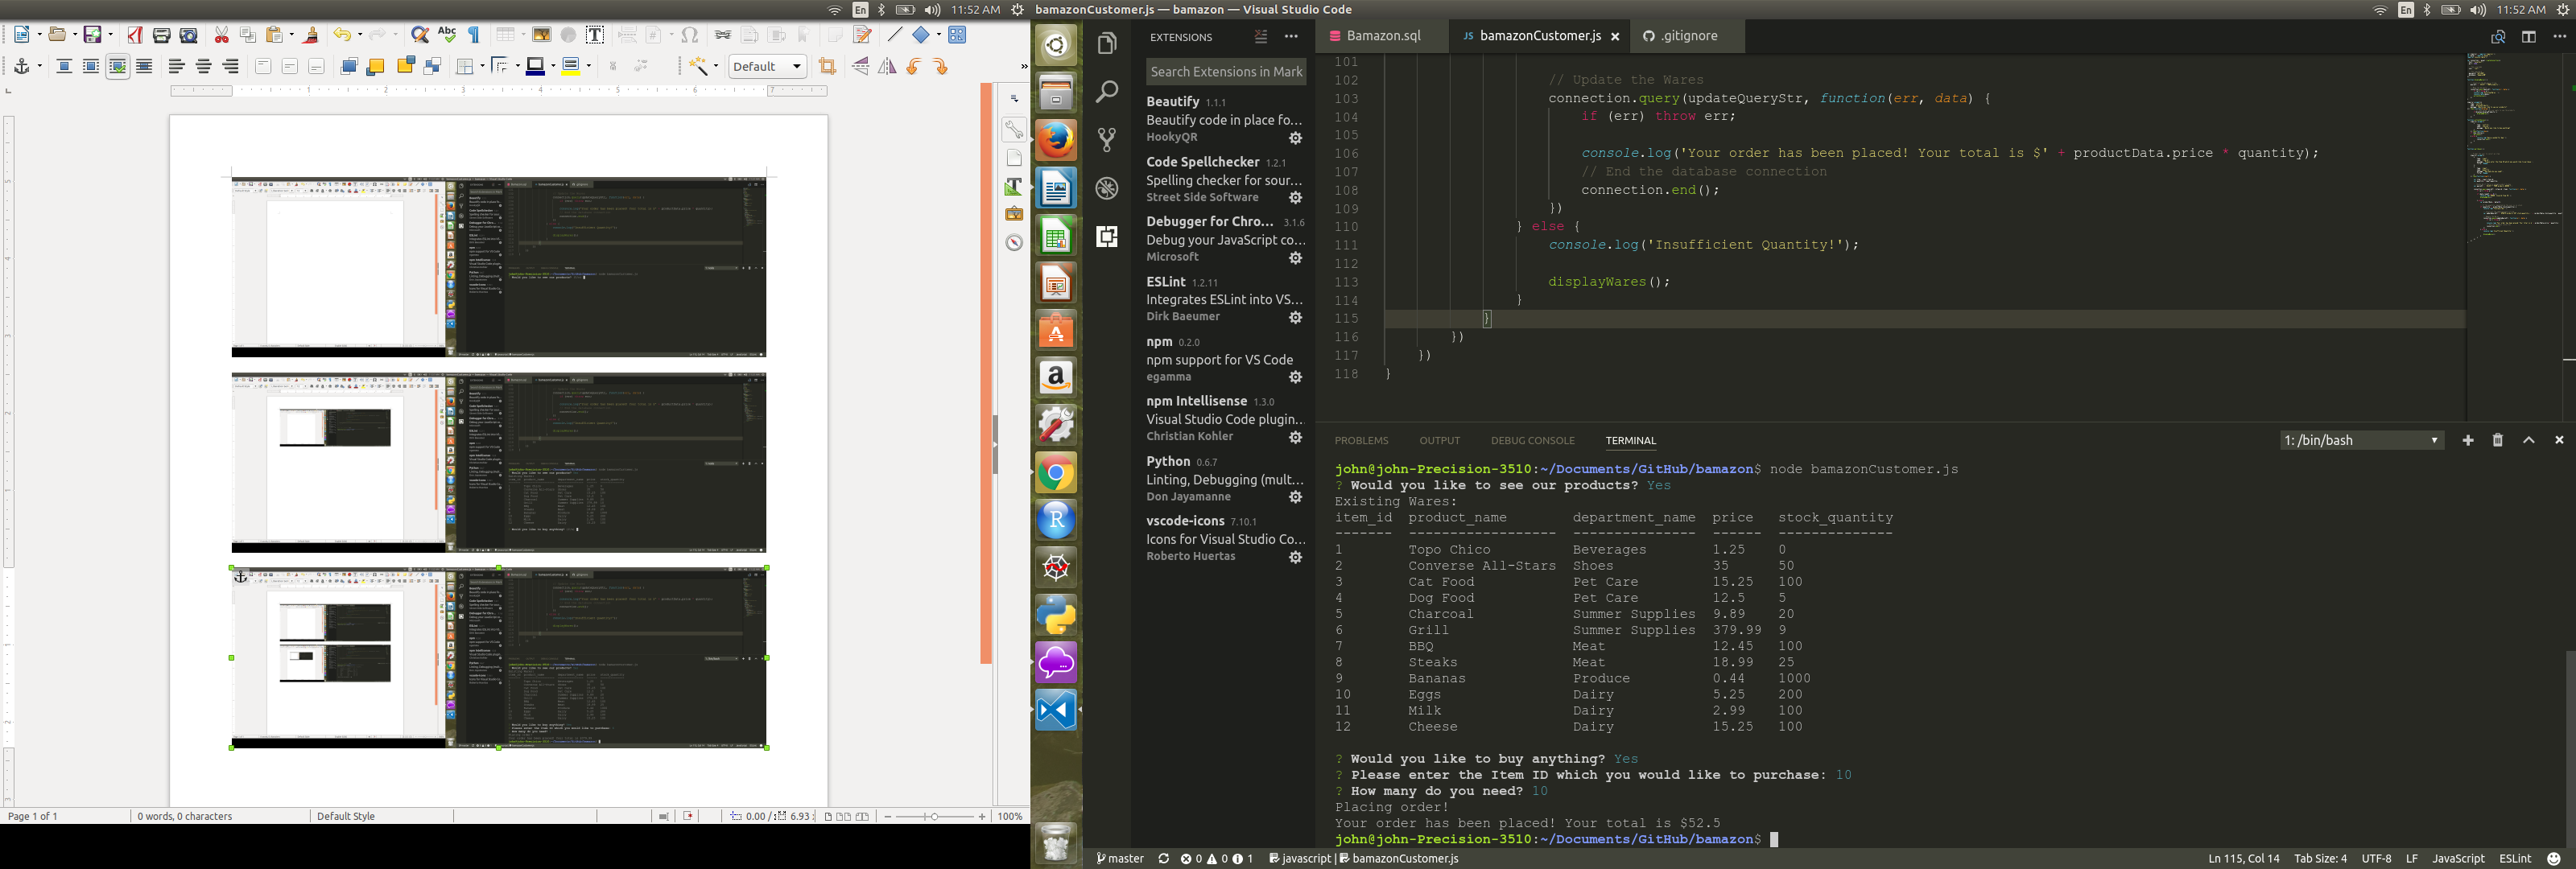 En
11:52 AM
Default
1
2
3
4
5
6
7
Page 1 of 1
0 words, 0 characters
Default Style
100%
bamazonCustomer.js — bamazon — Visual Studio Code
En
11:52 AM
EXTENSIONS
Search Extensions in Mark
Beautify 1.1.1
Beautify code in place fo...
HookyQR
Code Spellchecker 1.2.1
Spelling checker for sour...
Street Side Software
Debugger for Chro... 3.1.6
Debug your JavaScript co...
Microsoft
ESLint 1.2.11
Integrates ESLint into VS...
Dirk Baeumer
npm 0.2.0
npm support for VS Code
egamma
npm Intellisense 1.3.0
Visual Studio Code plugin...
Christian Kohler
Python 0.6.7
Linting, Debugging (mult...
Don Jayamanne
vscode-icons 7.10.1
Icons for Visual Studio Co...
Roberto Huertas
Bamazon.sql
JS bamazonCustomer.js
.gitignore
101
102 // Update the Wares
103 connection.query(updateQueryStr, function(err, data) {
104 if (err) throw err;
105
106 console.log('Your order has been placed! Your total is $' + productData.price * quantity);
107 // End the database connection
108 connection.end();
109 })
110 } else {
111 console.log('Insufficient Quantity!');
112
113 displayWares();
114 }
115 }
116 })
117 })
118 }
PROBLEMS OUTPUT DEBUG CONSOLE TERMINAL
1: /bin/bash
john@john-Precision-3510:~/Documents/GitHub/bamazon$ node bamazonCustomer.js
? Would you like to see our products? Yes
Existing Wares:
item_id product_name department_name price stock_quantity
------- ------------------ --------------- ------ --------------
1 Topo Chico Beverages 1.25 0
2 Converse All-Stars Shoes 35 50
3 Cat Food Pet Care 15.25 100
4 Dog Food Pet Care 12.5 5
5 Charcoal Summer Supplies 9.89 20
6 Grill Summer Supplies 379.99 9
7 BBQ Meat 12.45 100
8 Steaks Meat 18.99 25
9 Bananas Produce 0.44 1000
10 Eggs Dairy 5.25 200
11 Milk Dairy 2.99 100
12 Cheese Dairy 15.25 100
? Would you like to buy anything? Yes
? Please enter the Item ID which you would like to purchase: 10
? How many do you need? 10
Placing order!
Your order has been placed! Your total is $52.5
john@john-Precision-3510:~/Documents/GitHub/bamazon$
master 0 0 1 javascript | bamazonCustomer.js
Ln 115, Col 14 Tab Size: 4 UTF-8 LF JavaScript ESLint